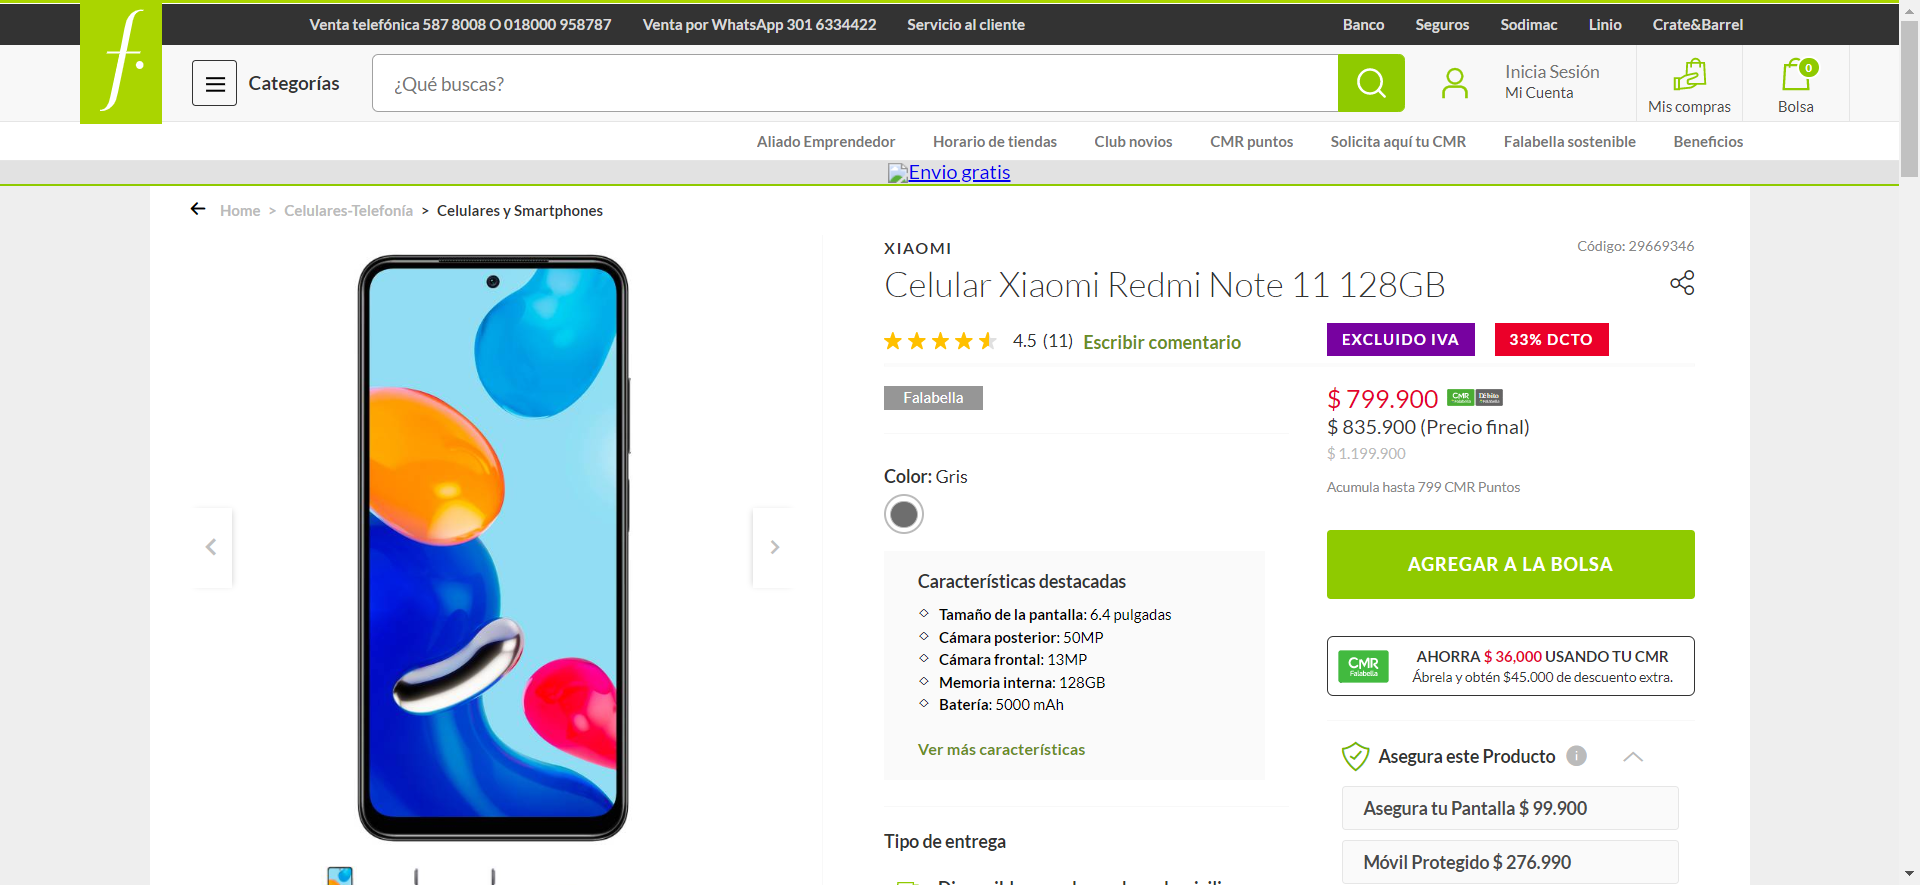 Venta telefónica 587 8008 O 018000 958787 Venta por WhatsApp 301 6334422 Servicio al cliente Banco Seguros Sodimac Linio Crate&Barrel
f.
Categorías
¿Qué buscas?
Inicia Sesión
Mi Cuenta
Mis compras
0
Bolsa
Aliado Emprendedor Horario de tiendas Club novios CMR puntos Solicita aquí tu CMR Falabella sostenible Beneficios
Envio gratis
Home > Celulares-Telefonía > Celulares y Smartphones
XIAOMI
Código: 29669346
Celular Xiaomi Redmi Note 11 128GB
4.5 (11) Escribir comentario
EXCLUIDO IVA 33% DCTO
Falabella
$ 799.900 CMR Débito
$ 835.900 (Precio final)
$ 1.199.900
Acumula hasta 799 CMR Puntos
Color: Gris
AGREGAR A LA BOLSA
Características destacadas
Tamaño de la pantalla: 6.4 pulgadas
Cámara posterior: 50MP
Cámara frontal: 13MP
Memoria interna: 128GB
Batería: 5000 mAh
Ver más características
CMR
Falabella
AHORRA $ 36,000 USANDO TU CMR
Ábrela y obtén $45.000 de descuento extra.
Asegura este Producto i
Asegura tu Pantalla $ 99.900
Móvil Protegido $ 276.990
Tipo de entrega